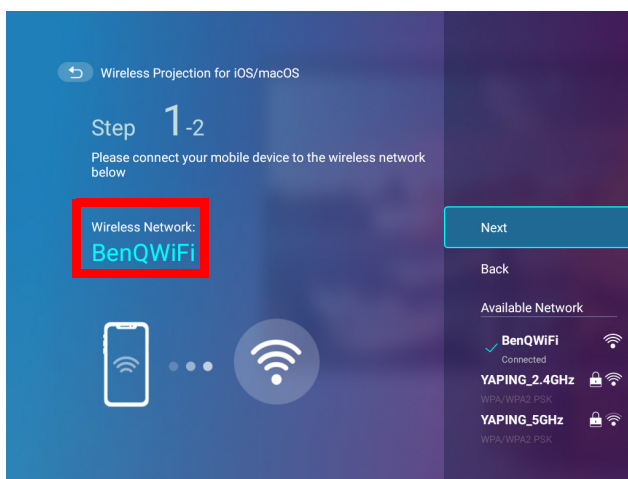 Wireless Projection for iOS/macOS
Step 1-2
Please connect your mobile device to the wireless network
below
Wireless Network:
BenQWiFi
Next
Back
Available Network
BenQWiFi
Connected
YAPING_2.4GHz
WPA/WPA2 PSK
YAPING_5GHz
WPA/WPA2 PSK